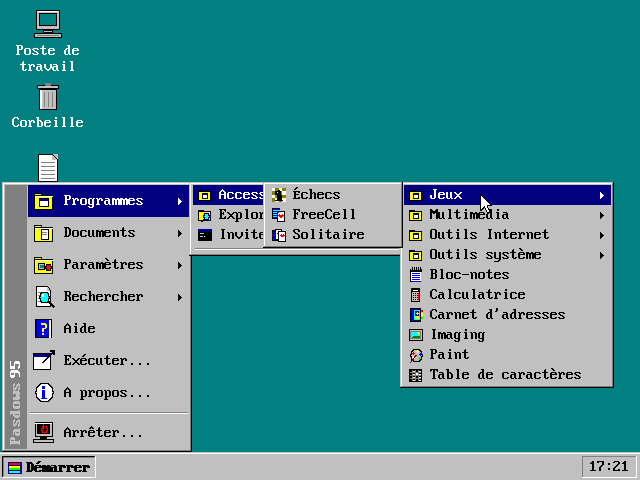 Poste de
travail
Corbeille
Programmes
Documents
Paramètres
Rechercher
Aide
Exécuter...
A propos...
Arrêter...
Pasdows 95
Access
Explor
Invite
Échecs
FreeCell
Solitaire
Jeux
Multimédia
Outils Internet
Outils système
Bloc-notes
Calculatrice
Carnet d'adresses
Imaging
Paint
Table de caractères
Démarrer
17:21